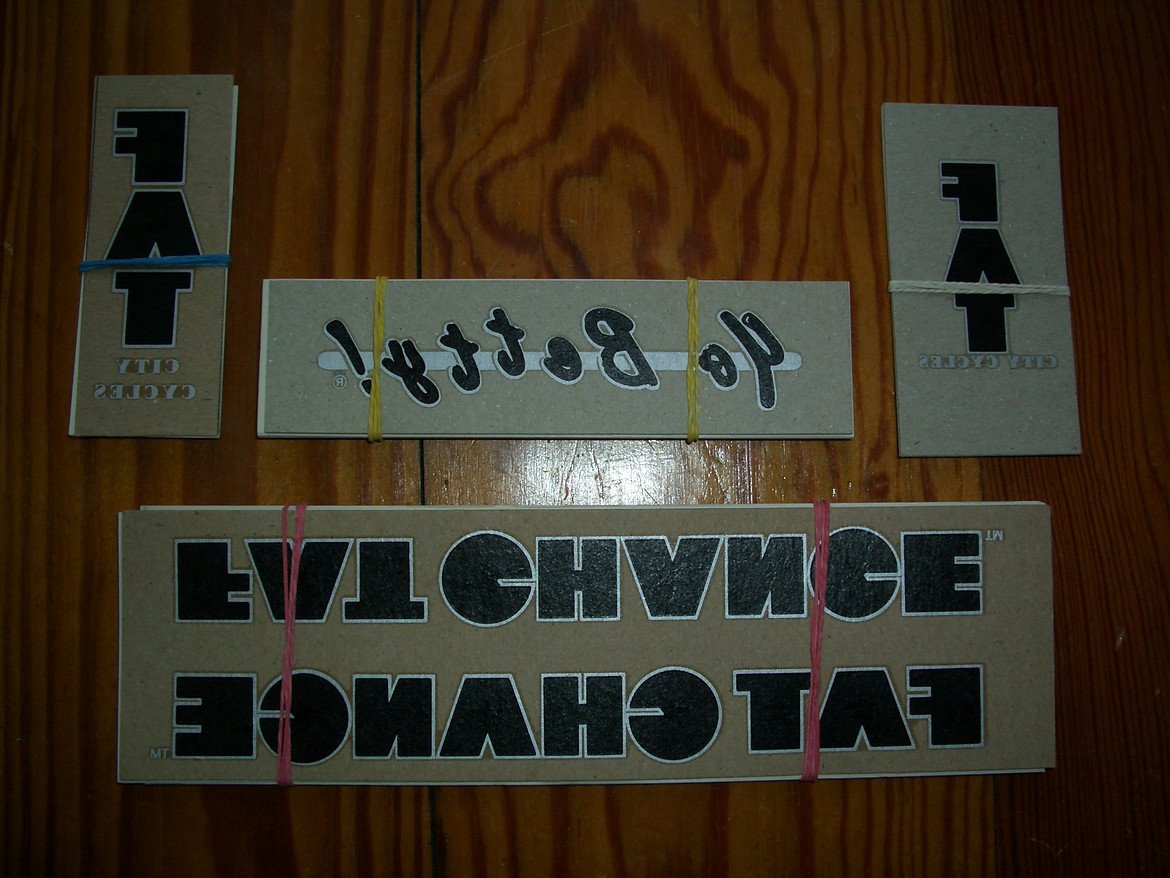 FAT
CITY
CYCLES
Yo Betty!
®
FAT
CITY CYCLES
FAT CHANCE
TM
FAT CHANCE
TM